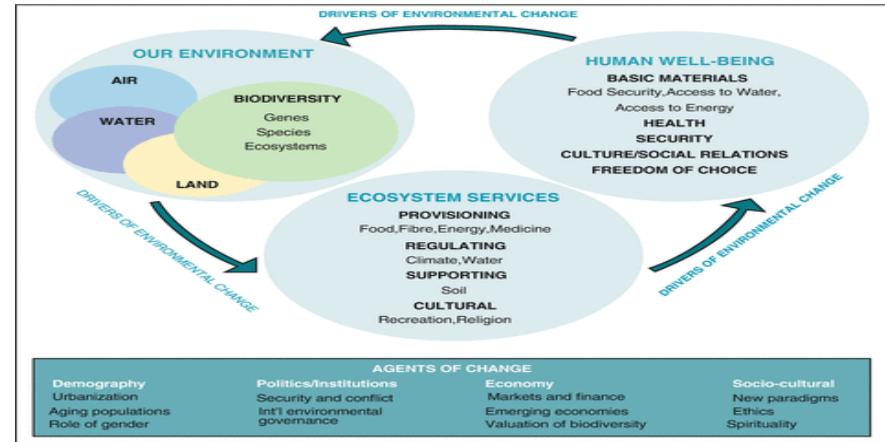 DRIVERS OF ENVIRONMENTAL CHANGE
OUR ENVIRONMENT
AIR
WATER
LAND
BIODIVERSITY
Genes
Species
Ecosystems
HUMAN WELL-BEING
BASIC MATERIALS
Food Security,Access to Water,
Access to Energy
HEALTH
SECURITY
CULTURE/SOCIAL RELATIONS
FREEDOM OF CHOICE
DRIVERS OF ENVIRONMENTAL CHANGE
ECOSYSTEM SERVICES
PROVISIONING
Food,Fibre,Energy,Medicine
REGULATING
Climate,Water
SUPPORTING
Soil
CULTURAL
Recreation,Religion
DRIVERS OF ENVIRONMENTAL CHANGE
AGENTS OF CHANGE
Demography
Urbanization
Aging populations
Role of gender
Politics/Institutions
Security and conflict
Int'l environmental
governance
Economy
Markets and finance
Emerging economies
Valuation of biodiversity
Socio-cultural
New paradigms
Ethics
Spirituality